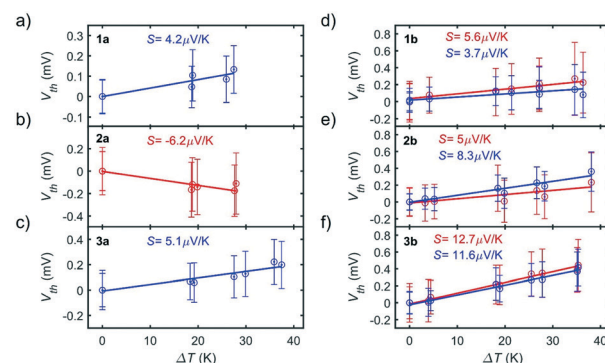 a)
1a
S= 4.2μV/K
0.3
0.2
0.1
0
-0.1
V_th (mV)
b)
2a
S= -6.2μV/K
0.2
0
-0.2
-0.4
V_th (mV)
c)
3a
S= 5.1μV/K
0.4
0.2
0
-0.2
V_th (mV)
0 10 20 30 40
ΔT (K)
d)
1b
S= 5.6μV/K
S= 3.7μV/K
0.8
0.6
0.4
0.2
0
-0.2
V_th (mV)
e)
2b
S= 5μV/K
S= 8.3μV/K
0.8
0.6
0.4
0.2
0
-0.2
V_th (mV)
f)
3b
S= 12.7μV/K
S= 11.6μV/K
0.8
0.6
0.4
0.2
0
-0.2
V_th (mV)
0 10 20 30 40
ΔT (K)